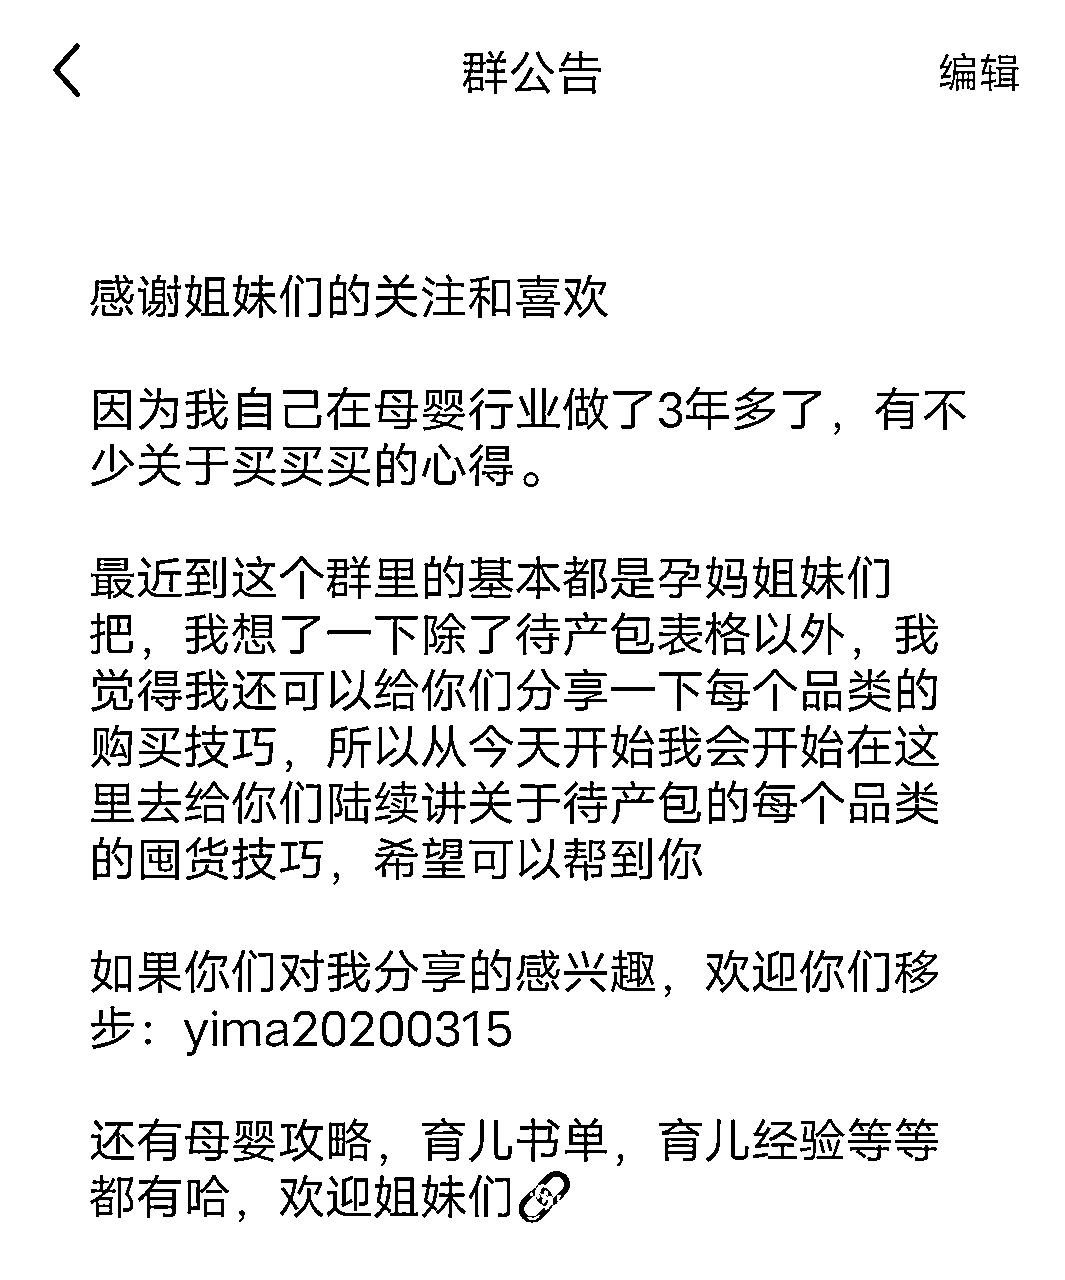 群公告
编辑
感谢姐妹们的关注和喜欢
因为我自己在母婴行业做了3年多了，有不
少关于买买买的心得。
最近到这个群里的基本都是孕妈姐妹们
把，我想了一下除了待产包表格以外，我
觉得我还可以给你们分享一下每个品类的
购买技巧，所以从今天开始我会开始在这
里去给你们陆续讲关于待产包的每个品类
的囤货技巧，希望可以帮到你
如果你们对我分享的感兴趣，欢迎你们移
步：yima20200315
还有母婴攻略，育儿书单，育儿经验等等
都有哈，欢迎姐妹们🔗